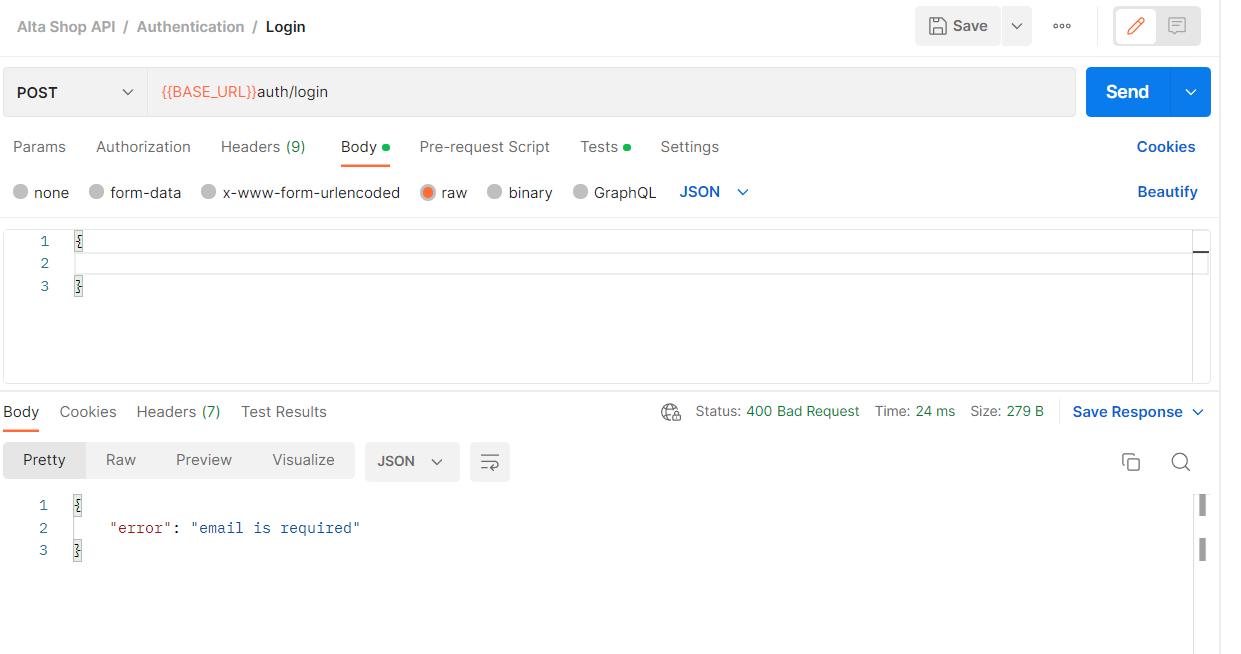 Alta Shop API / Authentication / Login
Save
POST {{BASE_URL}}auth/login Send
Params Authorization Headers (9) Body Pre-request Script Tests Settings Cookies
none form-data x-www-form-urlencoded raw binary GraphQL JSON Beautify
1 {
2
3 }
Body Cookies Headers (7) Test Results Status: 400 Bad Request Time: 24 ms Size: 279 B Save Response
Pretty Raw Preview Visualize JSON
1 {
2 "error": "email is required"
3 }